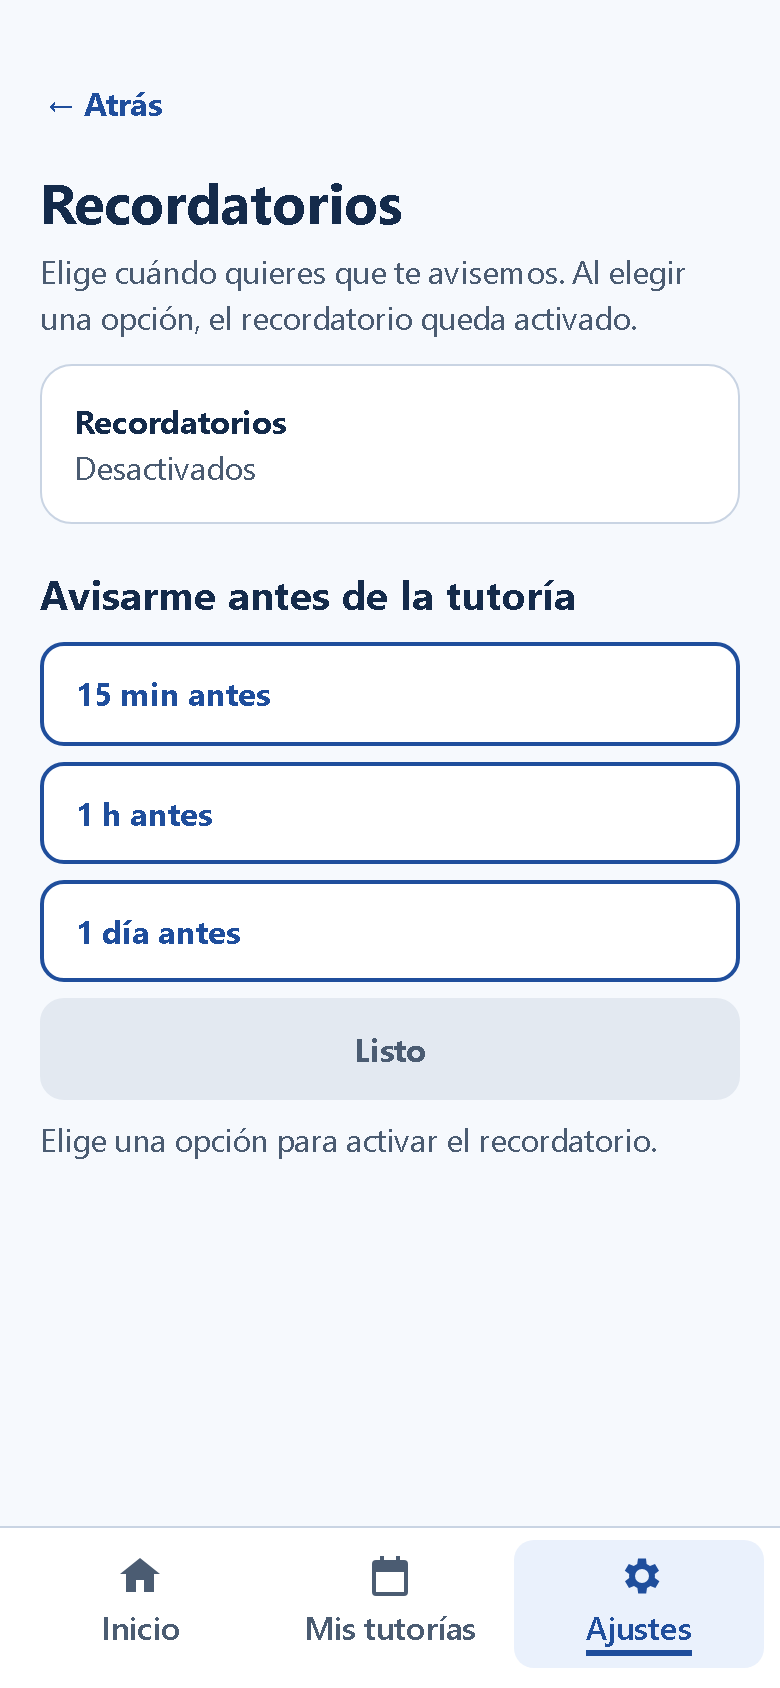 ← Atrás
Recordatorios
Elige cuándo quieres que te avisemos. Al elegir
una opción, el recordatorio queda activado.
Recordatorios
Desactivados
Avisarme antes de la tutoría
15 min antes
1 h antes
1 día antes
Listo
Elige una opción para activar el recordatorio.
Inicio
Mis tutorías
Ajustes